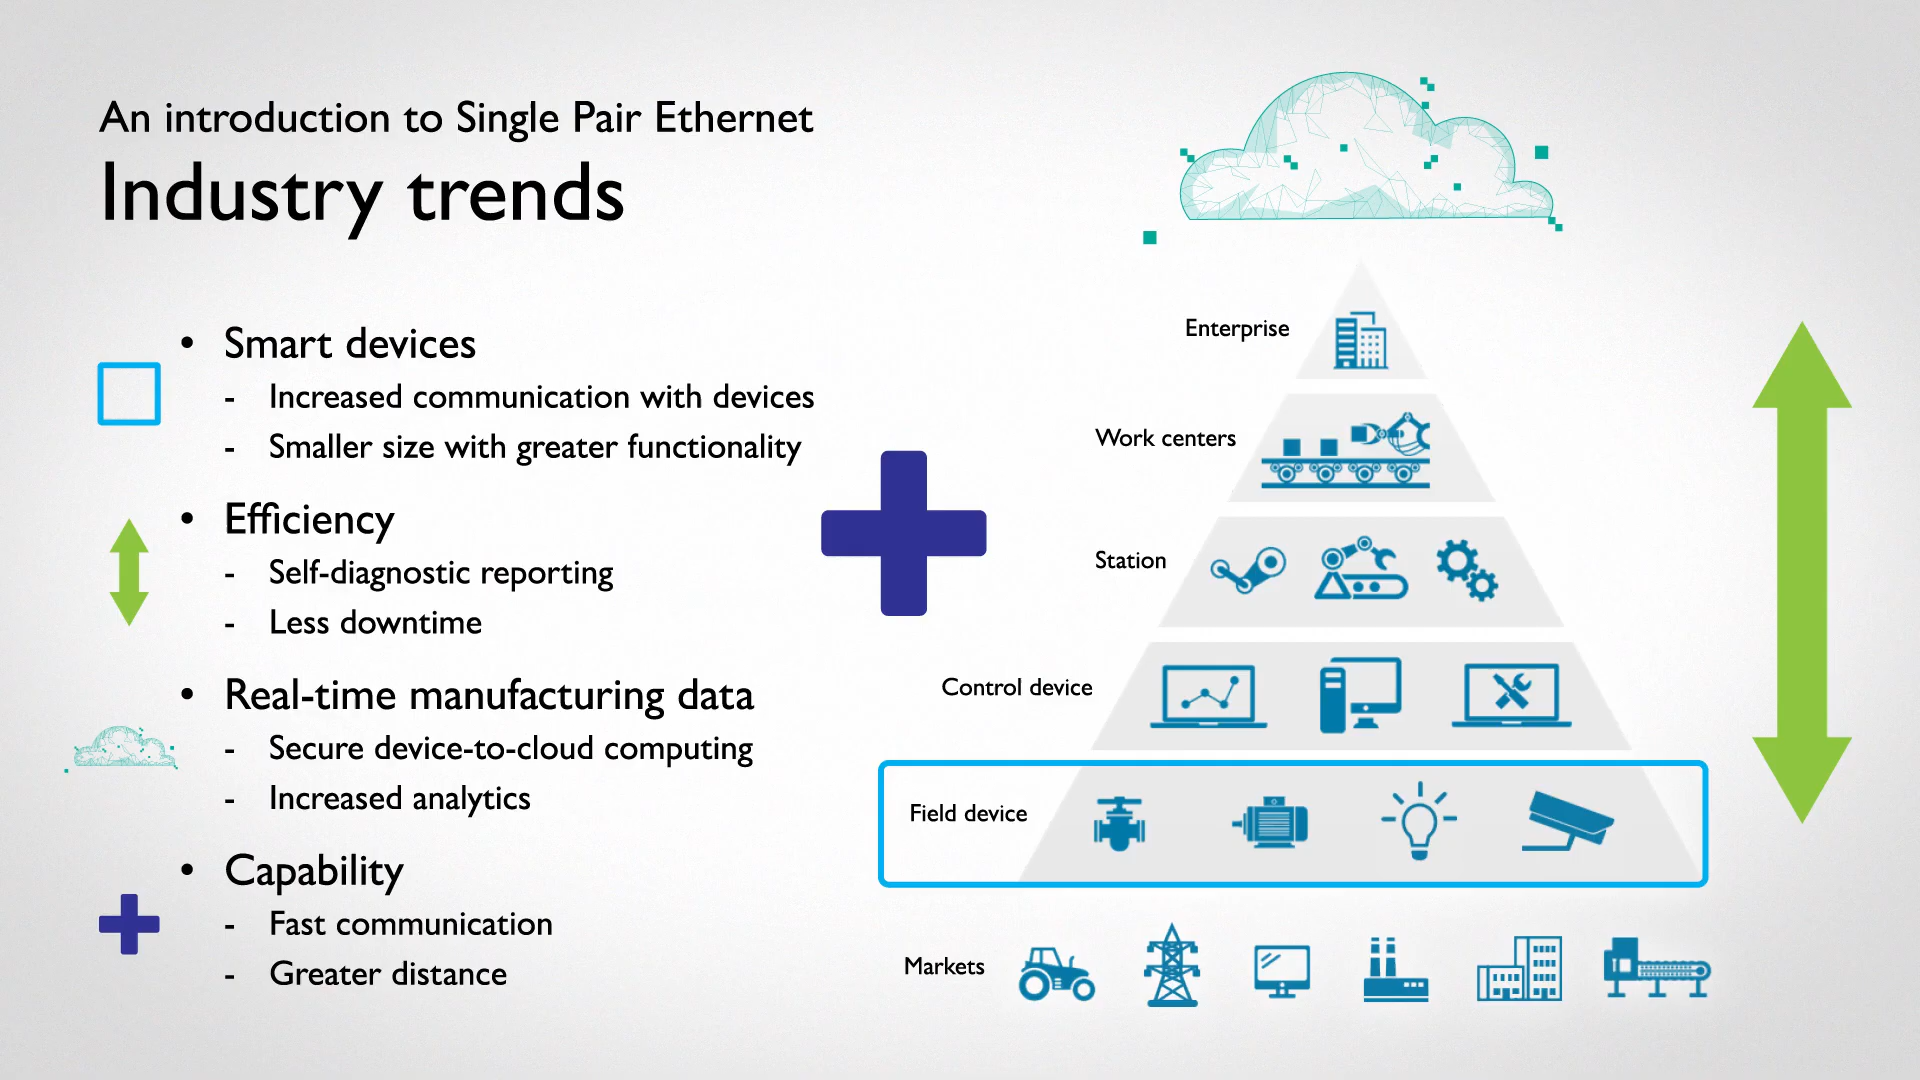 An introduction to Single Pair Ethernet
Industry trends
• Smart devices
- Increased communication with devices
- Smaller size with greater functionality
• Efficiency
- Self-diagnostic reporting
- Less downtime
• Real-time manufacturing data
- Secure device-to-cloud computing
- Increased analytics
• Capability
- Fast communication
- Greater distance
Enterprise
Work centers
Station
Control device
Field device
Markets